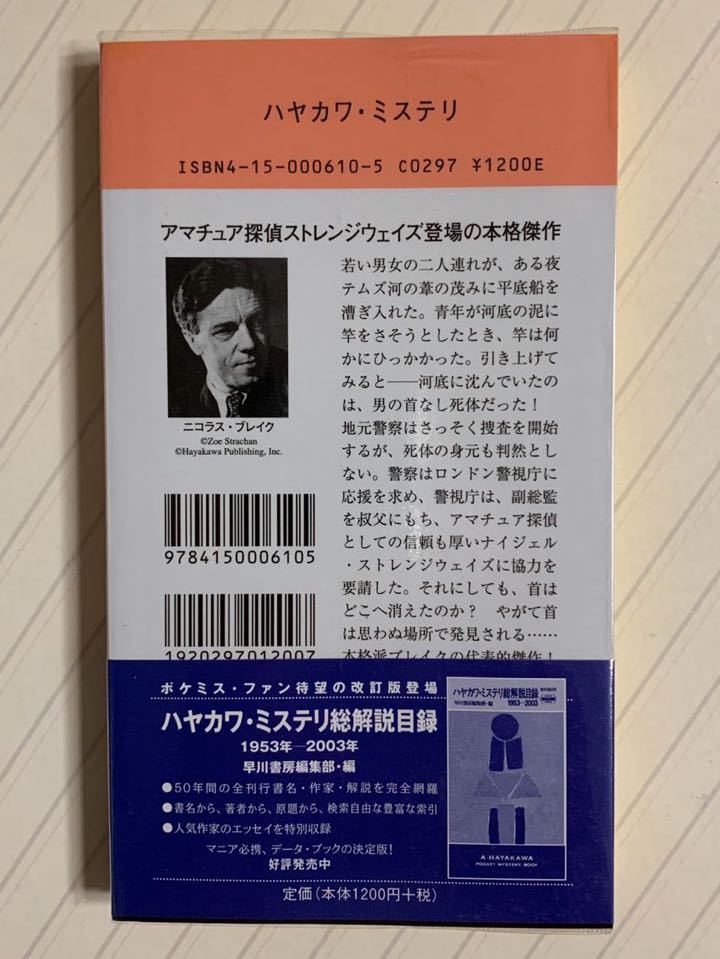 ハヤカワ・ミステリ
ISBN4-15-000610-5 C0297 ¥1200E
アマチュア探偵ストレンジウェイズ登場の本格傑作
ニコラス・ブレイク
©Zoe Strachan
©Hayakawa Publishing, Inc.
若い男女の二人連れが、ある夜
テムズ河の葦の茂みに平底船を
漕ぎ入れた。青年が河底の泥に
竿をさそうとしたとき、竿は何
かにひっかかった。引き上げて
みると――河底に沈んでいたの
は、男の首なし死体だった！
地元警察はさっそく捜査を開始
するが、死体の身元も判然とし
ない。警察はロンドン警視庁に
応援を求め、警視庁は、副総監
を叔父にもち、アマチュア探偵
としての信頼も厚いナイジェル
・ストレンジウェイズに協力を
要請した。それにしても、首は
どこへ消えたのか？　やがて首
は思わぬ場所で発見される……
本格派ブレイクの代表的傑作！
9784150006105
1920297012007
ポケミス・ファン待望の改訂版登場
ハヤカワ・ミステリ総解説目録
1953年―2003年
早川書房編集部・編
●50年間の全刊行書名・作家・解説を完全網羅
●書名から、著者から、原題から、検索自由な豊富な索引
●人気作家のエッセイを特別収録
マニア必携、データ・ブックの決定版！
好評発売中
定価（本体1200円＋税）
ハヤカワ・ミステリ総解説目録
1953―2003
早川書房編集部・編
A HAYAKAWA
POCKET MYSTERY BOOK